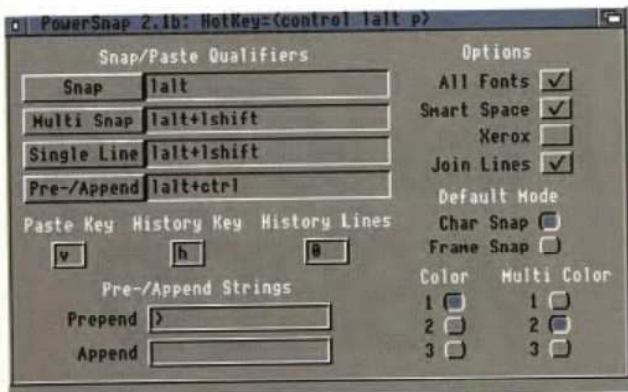 PowerSnap 2.1b: HotKey=<control lalt p>
Snap/Paste Qualifiers
Snap lalt
Multi Snap lalt+lshift
Single Line lalt+lshift
Pre-/Append lalt+ctrl
Paste Key History Key History Lines
v h 0
Pre-/Append Strings
Prepend >
Append
Options
All Fonts
Smart Space
Xerox
Join Lines
Default Mode
Char Snap
Frame Snap
Color Multi Color
1 1
2 2
3 3